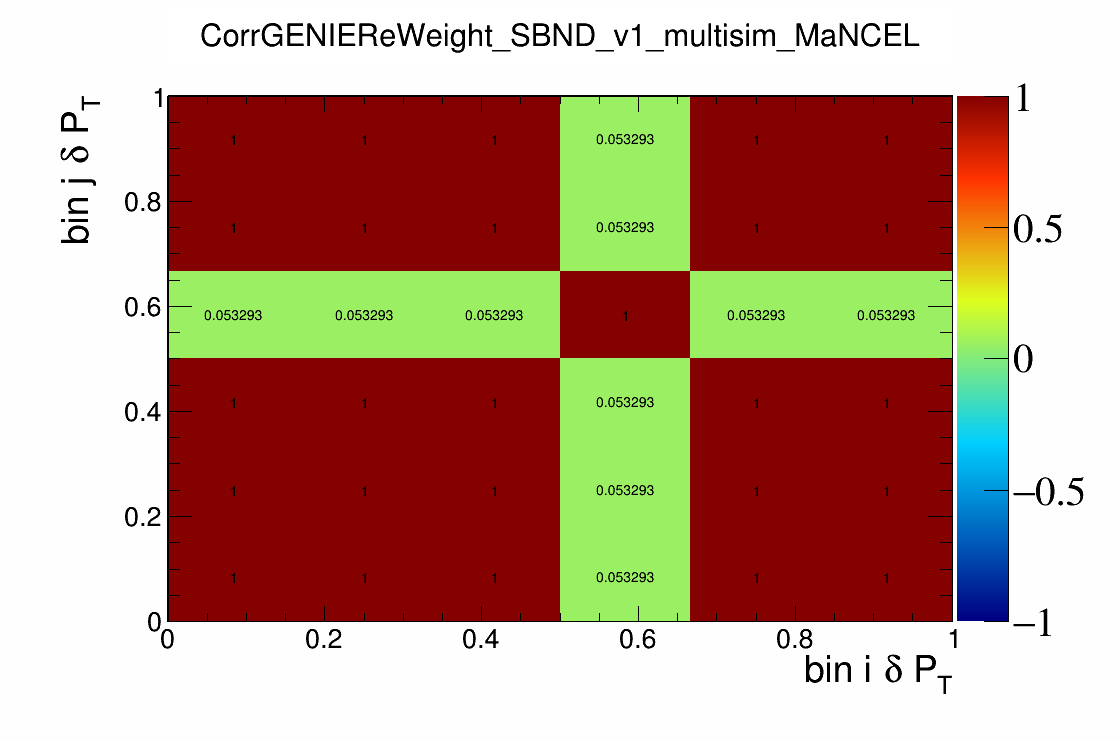 CorrGENIEReWeight_SBND_v1_multisim_MaNCEL
bin j δ P_T
1
0.8
0.6
0.4
0.2
0
1 1 1 0.053293 1 1
1 1 1 0.053293 1 1
0.053293 0.053293 0.053293 1 0.053293 0.053293
1 1 1 0.053293 1 1
1 1 1 0.053293 1 1
1 1 1 0.053293 1 1
0 0.2 0.4 0.6 0.8 1
bin i δ P_T
1
0.5
0
−0.5
−1